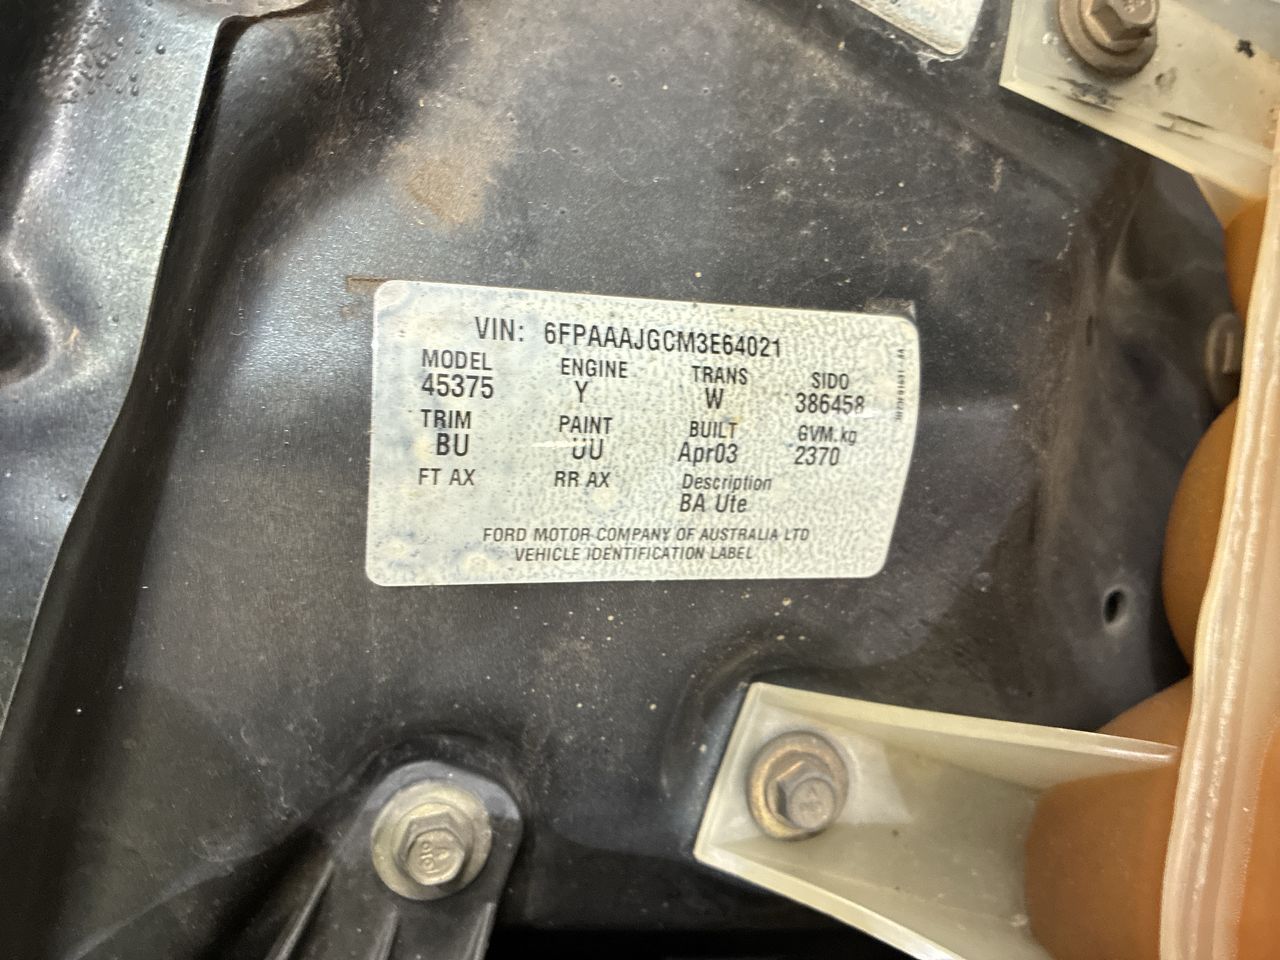 VIN: 6FPAAAJGCM3E64021
MODEL ENGINE TRANS SIDO
45375 Y W 386458
TRIM PAINT BUILT GVM.kg
BU UU Apr03 2370
FT AX RR AX Description
BA Ute
FORD MOTOR COMPANY OF AUSTRALIA LTD
VEHICLE IDENTIFICATION LABEL